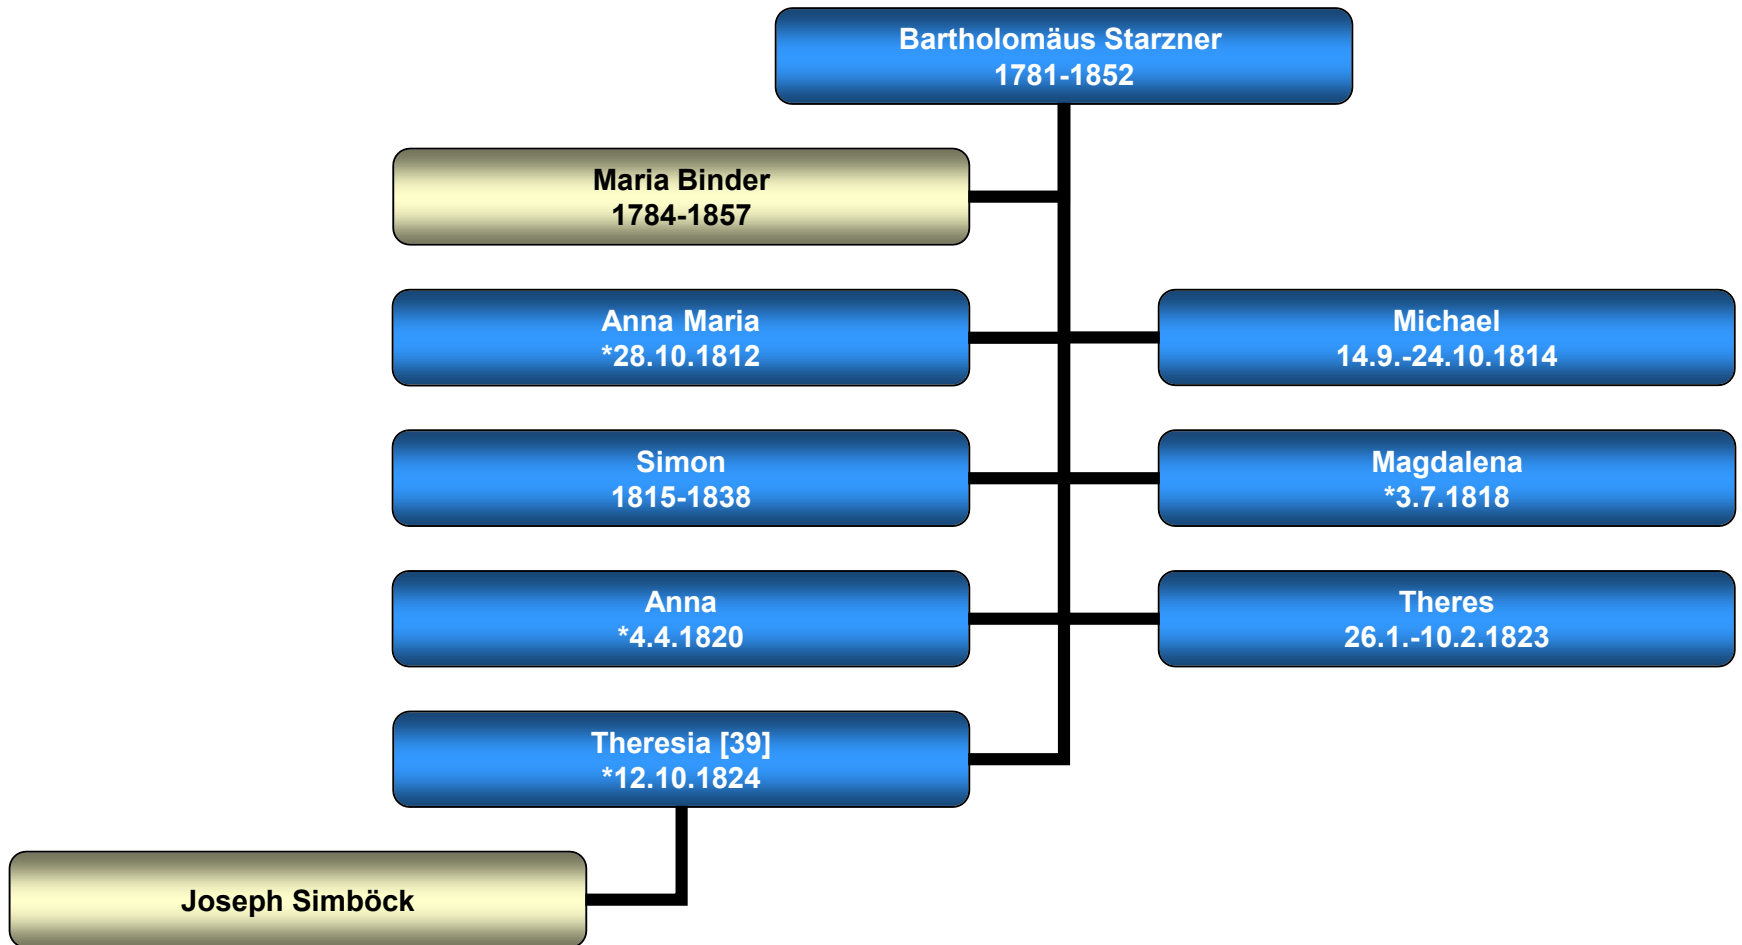 Bartholomäus Starzner
1781-1852
Maria Binder
1784-1857
Anna Maria
*28.10.1812
Michael
14.9.-24.10.1814
Simon
1815-1838
Magdalena
*3.7.1818
Anna
*4.4.1820
Theres
26.1.-10.2.1823
Theresia [39]
*12.10.1824
Joseph Simböck